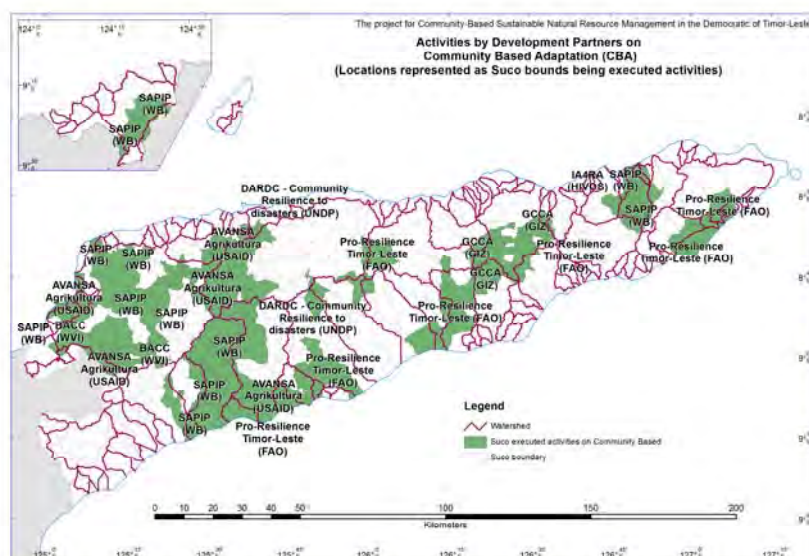 The project for Community-Based Sustainable Natural Resource Management in the Democratic of Timor-Leste
Activities by Development Partners on
Community Based Adaptation (CBA)
(Locations represented as Suco bounds being executed activities)
SAPIP
(WB)
SAPIP
(WB)
DARDC - Community
Resilience to
disasters (UNDP)
IA4RA
(HIVOS)
SAPIP
(WB)
SAPIP
(WB)
Pro-Resilience
Timor-Leste (FAO)
Pro-Resilience
Timor-Leste (FAO)
GCCA
(GIZ)
GCCA
(GIZ)
GCCA
(GIZ)
Pro-Resilience
Timor-Leste
(FAO)
Pro-Resilience
Timor-Leste
(FAO)
AVANSA
Agrikultura
(USAID)
SAPIP
(WB)
SAPIP
(WB)
AVANSA
Agrikultura
(USAID)
AVANSA
Agrikultura
(USAID)
SAPIP
(WB)
SAPIP
(WB)
DARDC - Community
Resilience to
disasters (UNDP)
Pro-Resilience
Timor-Leste (FAO)
SAPIP
(WB)
BACC
(WVI)
BACC
(WVI)
SAPIP
(WB)
AVANSA
Agrikultura
(USAID)
Pro-Resilience
Timor-Leste
(FAO)
SAPIP
(WB)
AVANSA
Agrikultura
(USAID)
SAPIP
(WB)
Pro-Resilience
Timor-Leste
(FAO)
Legend
Watershed
Suco executed activities on Community Based
Suco boundary
0 10 20 30 40 50 100 150 200
Kilometers